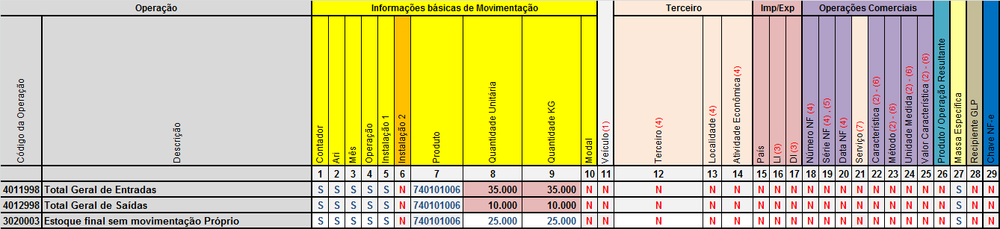 Operação Informações básicas de Movimentação Terceiro Imp/Exp Operações Comerciais
Código da Operação
Descrição
Contador
Ari
Mês
Operação
Instalação 1
Instalação 2
Produto
Quantidade Unitária
Quantidade KG
Modal
Veículo (1)
Terceiro (4)
Localidade (4)
Atividade Econômica (4)
País
LI (3)
DI (3)
Número NF (4)
Série NF (4) , (5)
Data NF (4)
Serviço (7)
Característica (2) - (6)
Método (2) - (6)
Unidade Medida (2) - (6)
Valor Característica (2) - (6)
Produto / Operação Resultante
Massa Específica
Recipiente GLP
Chave NF-e
1 2 3 4 5 6 7 8 9 10 11 12 13 14 15 16 17 18 19 20 21 22 23 24 25 26 27 28 29
4011998 Total Geral de Entradas S S S S S N 740101006 35.000 35.000 N N N N N N N N N N N N N N N N N S N N
4012998 Total Geral de Saídas S S S S S N 740101006 10.000 10.000 N N N N N N N N N N N N N N N N N S N N
3020003 Estoque final sem movimentação Próprio S S S S S N 740101006 25.000 25.000 N N N N N N N N N N N N N N N N N S N N